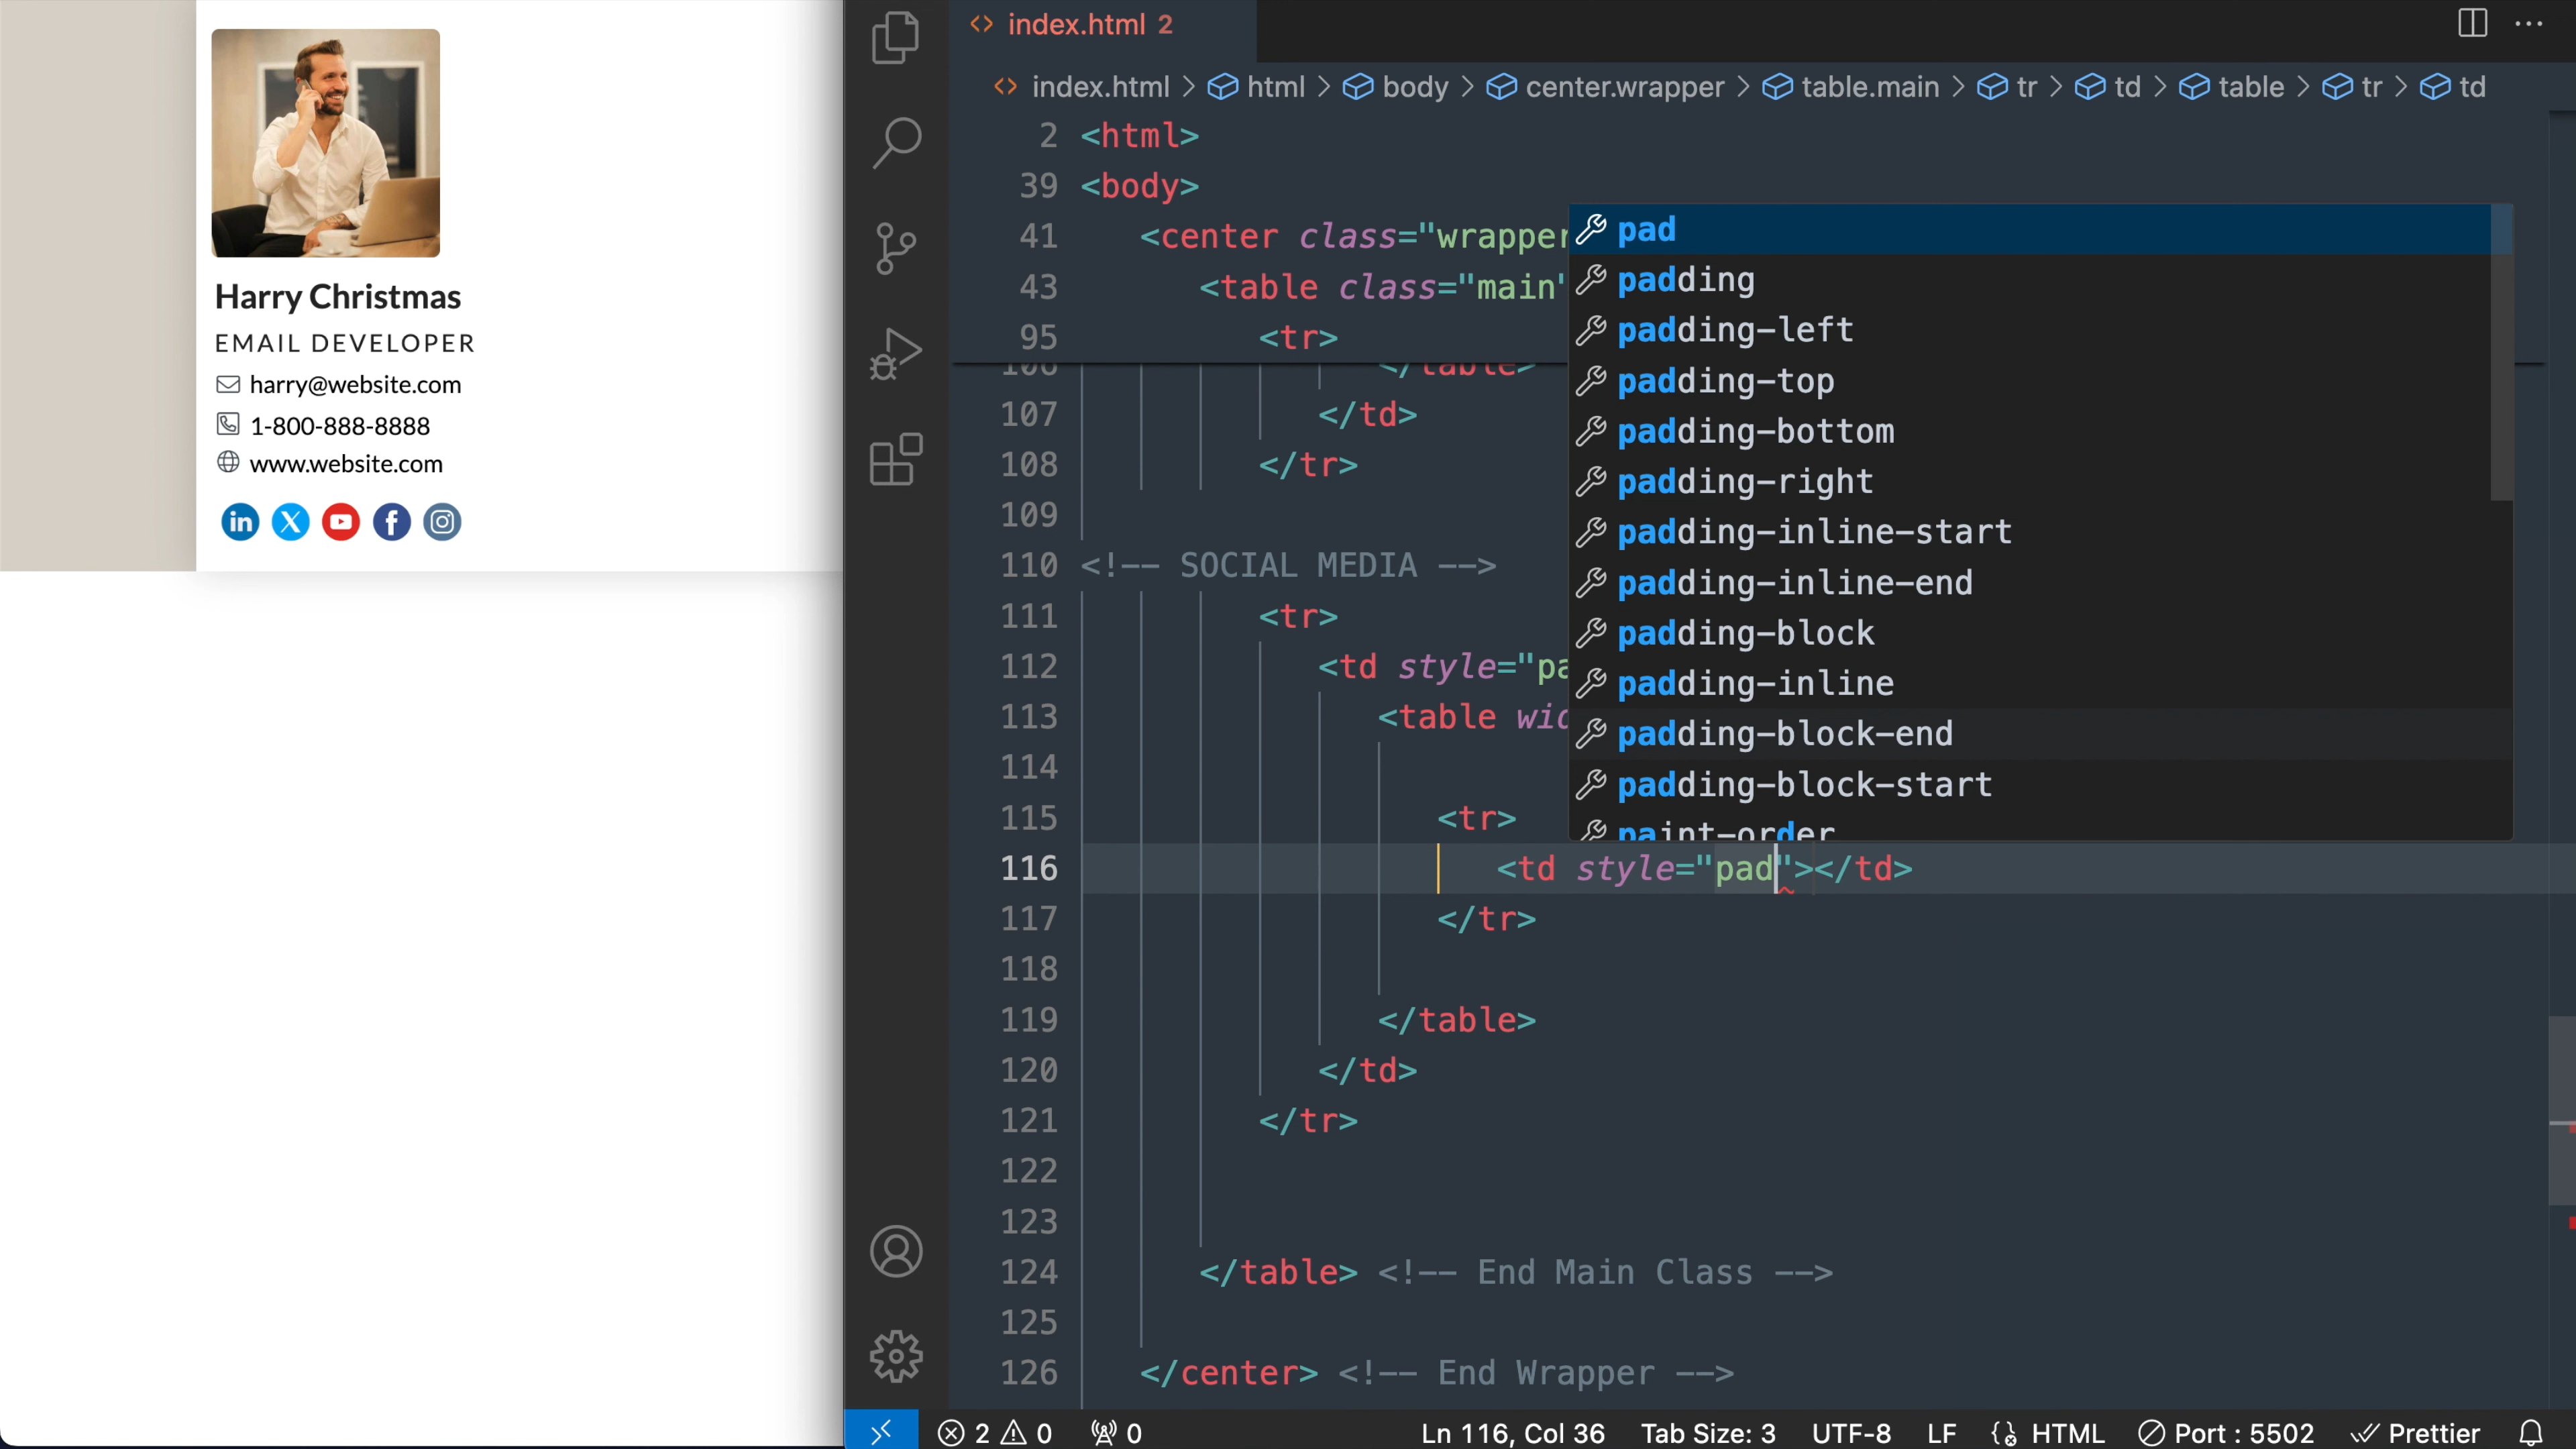 Harry Christmas
EMAIL DEVELOPER
harry@website.com
1-800-888-8888
www.website.com
in X f
index.html 2
index.html > html > body > center.wrapper > table.main > tr > td > table > tr > td
2 <html>
39 <body>
41 <center class="wrapper
43 <table class="main"
95 <tr>
106 </table>
107 </td>
108 </tr>
109
110 <!-- SOCIAL MEDIA -->
111 <tr>
112 <td style="pa
113 <table wid
114
115 <tr>
116 <td style="pad"></td>
117 </tr>
118
119 </table>
120 </td>
121 </tr>
122
123
124 </table> <!-- End Main Class -->
125
126 </center> <!-- End Wrapper -->
pad
padding
padding-left
padding-top
padding-bottom
padding-right
padding-inline-start
padding-inline-end
padding-block
padding-inline
padding-block-end
padding-block-start
paint-order
2 0 0 Ln 116, Col 36 Tab Size: 3 UTF-8 LF HTML Port : 5502 Prettier